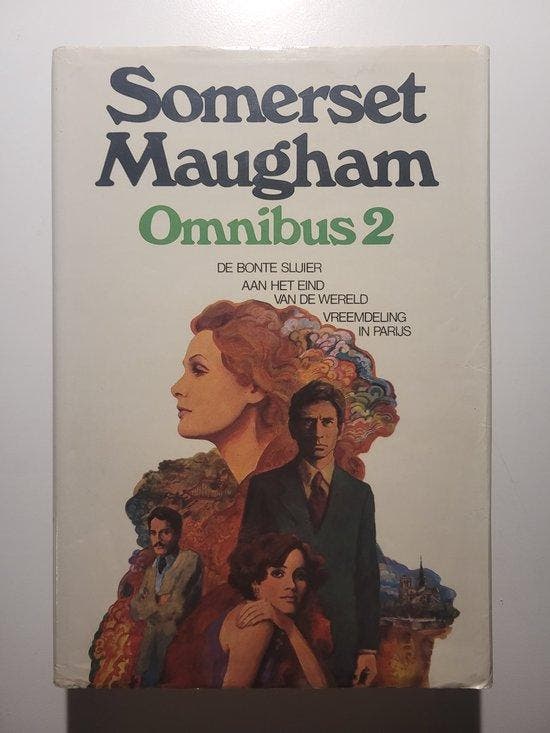 Somerset
Maugham
Omnibus 2
DE BONTE SLUIER
AAN HET EIND
VAN DE WERELD
VREEMDELING
IN PARIJS